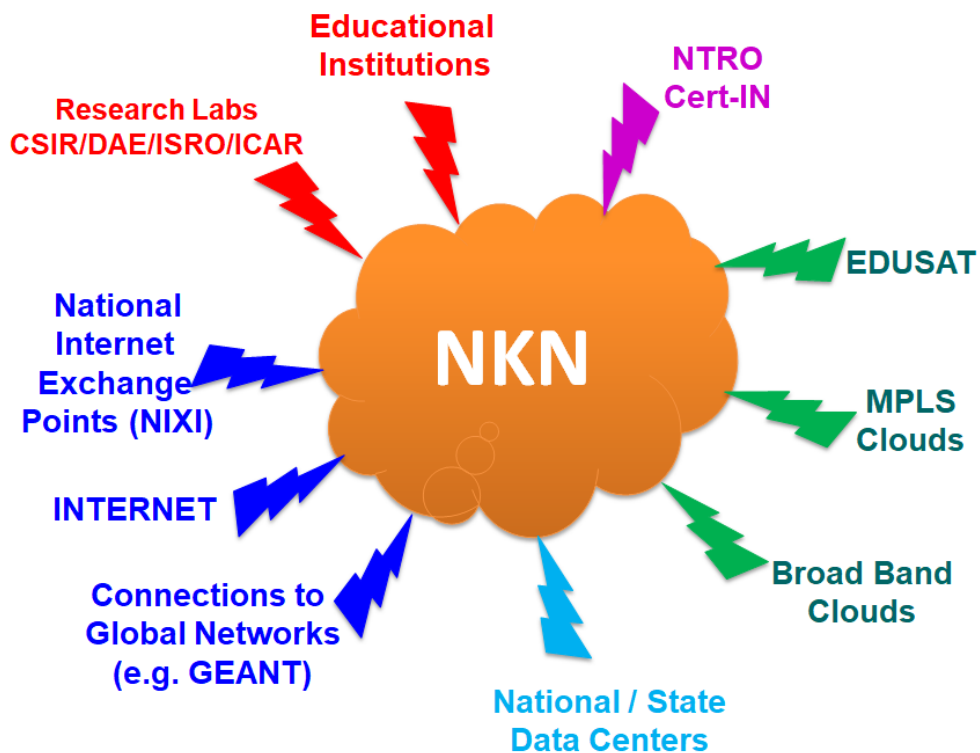 Educational
Institutions
NTRO
Cert-IN
Research Labs
CSIR/DAE/ISRO/ICAR
EDUSAT
National
Internet
Exchange
Points (NIXI)
NKN
MPLS
Clouds
INTERNET
Broad Band
Clouds
Connections to
Global Networks
(e.g. GEANT)
National / State
Data Centers